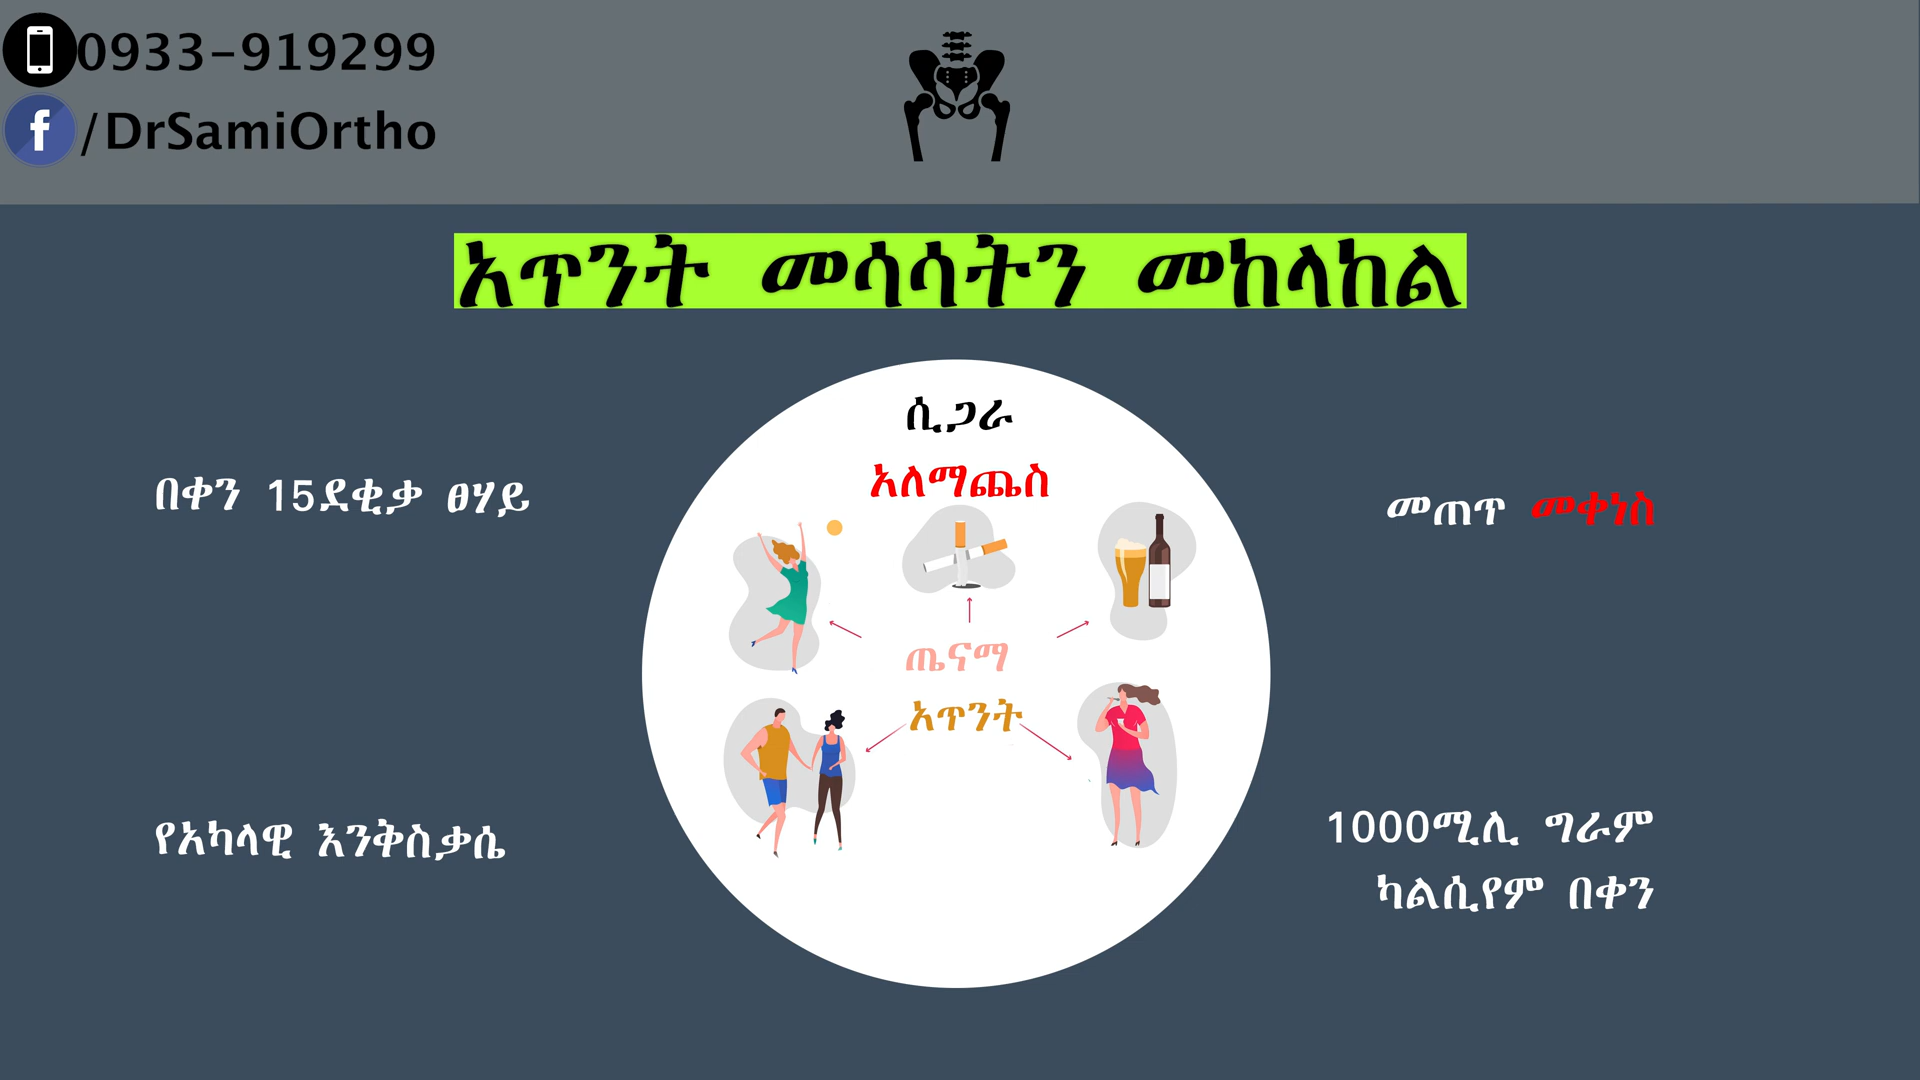 0933-919299
/DrSamiOrtho
አጥንት መሳሳትን መከላከል
ሲጋራ
አለማጨስ
በቀን 15ደቂቃ ፀሃይ
መጠጥ መቀነስ
ጤናማ
አጥንት
የአካላዊ እንቅስቃሴ
1000ሚሊ ግራም
ካልሲየም በቀን